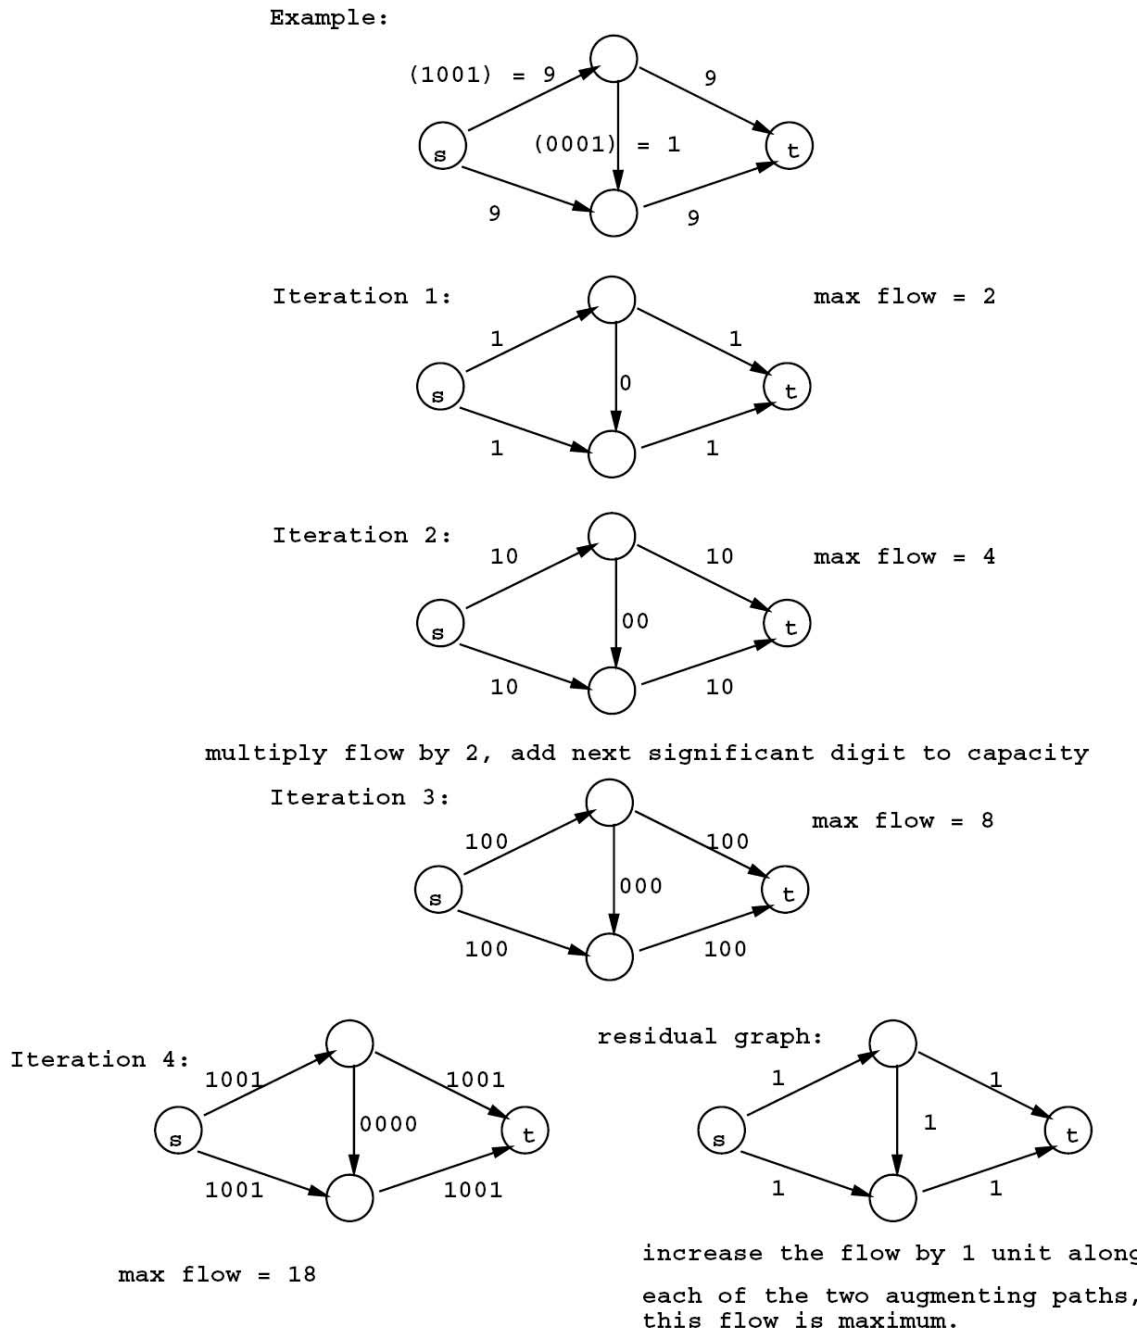 Example:
(1001) = 9
9
s
(0001) = 1
t
9
9
Iteration 1:
max flow = 2
1
1
s
0
t
1
1
Iteration 2:
10
10
max flow = 4
s
00
t
10
10
multiply flow by 2, add next significant digit to capacity
Iteration 3:
max flow = 8
100
100
s
000
t
100
100
Iteration 4:
1001
1001
s
0000
t
1001
1001
max flow = 18
residual graph:
1
1
s
1
t
1
1
increase the flow by 1 unit along
each of the two augmenting paths,
this flow is maximum.